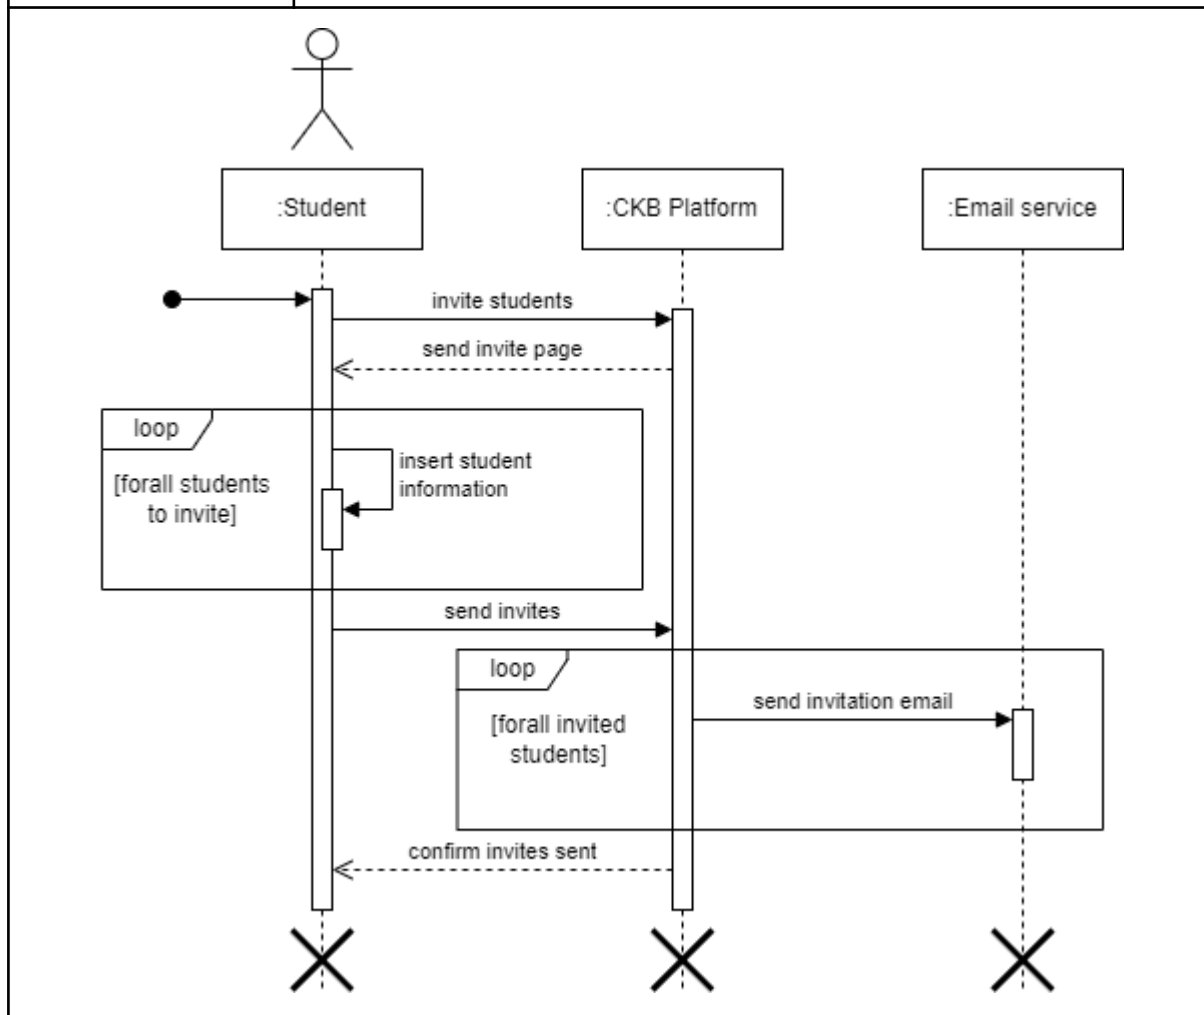 :Student
:CKB Platform
:Email service
invite students
send invite page
loop
[forall students
to invite]
insert student
information
send invites
loop
send invitation email
[forall invited
students]
confirm invites sent